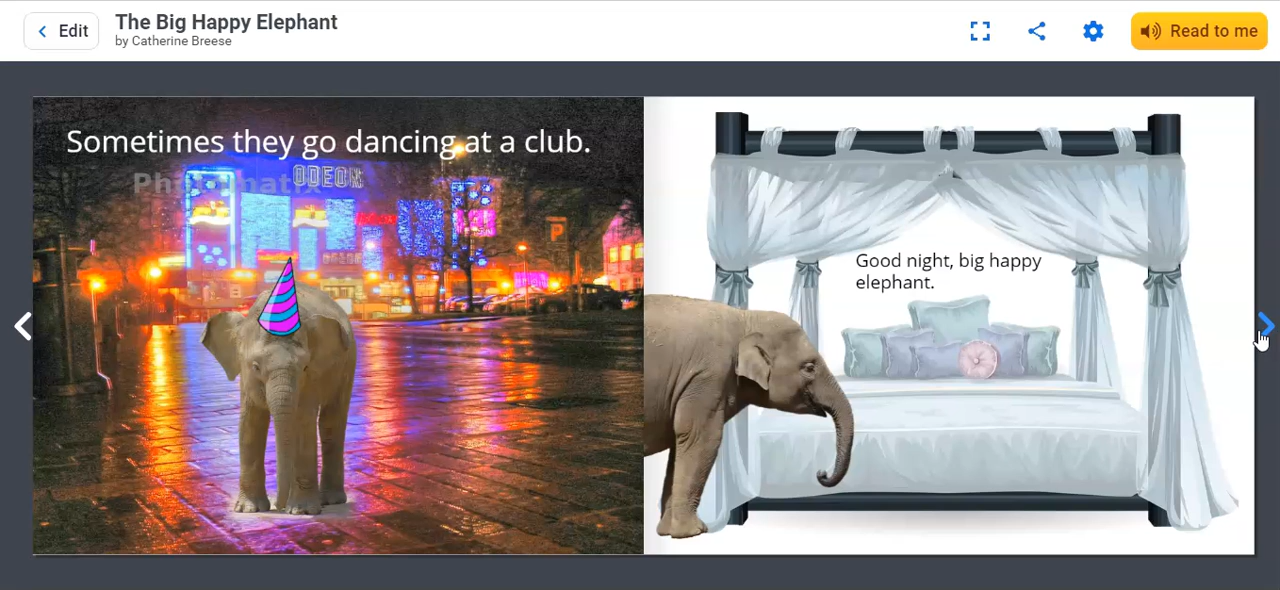 Edit
The Big Happy Elephant
by Catherine Breese
Read to me
Sometimes they go dancing at a club.
ODEON
P
Good night, big happy
elephant.